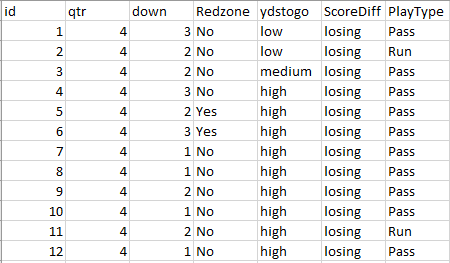 id qtr down Redzone ydstogo ScoreDiff PlayType
1 4 3 No low losing Pass
2 4 2 No low losing Run
3 4 2 No medium losing Pass
4 4 3 No high losing Pass
5 4 2 Yes high losing Pass
6 4 3 Yes high losing Pass
7 4 1 No high losing Pass
8 4 1 No high losing Pass
9 4 2 No high losing Pass
10 4 1 No high losing Pass
11 4 2 No high losing Run
12 4 1 No high losing Pass